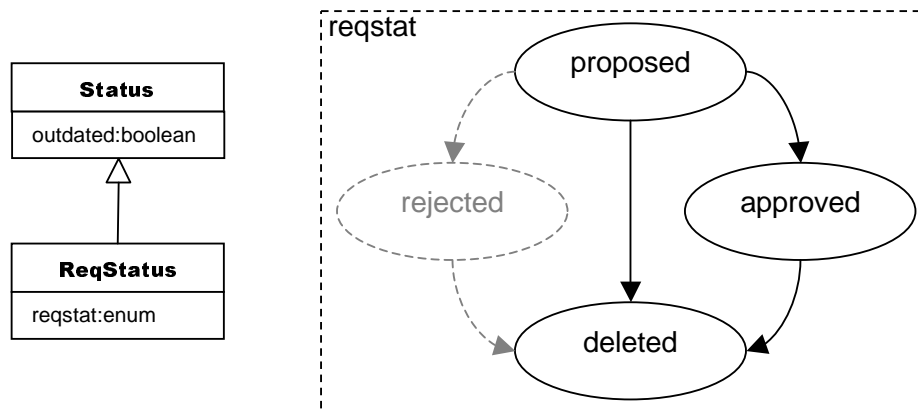 Status
outdated:boolean
ReqStatus
reqstat:enum
reqstat
proposed
rejected
approved
deleted